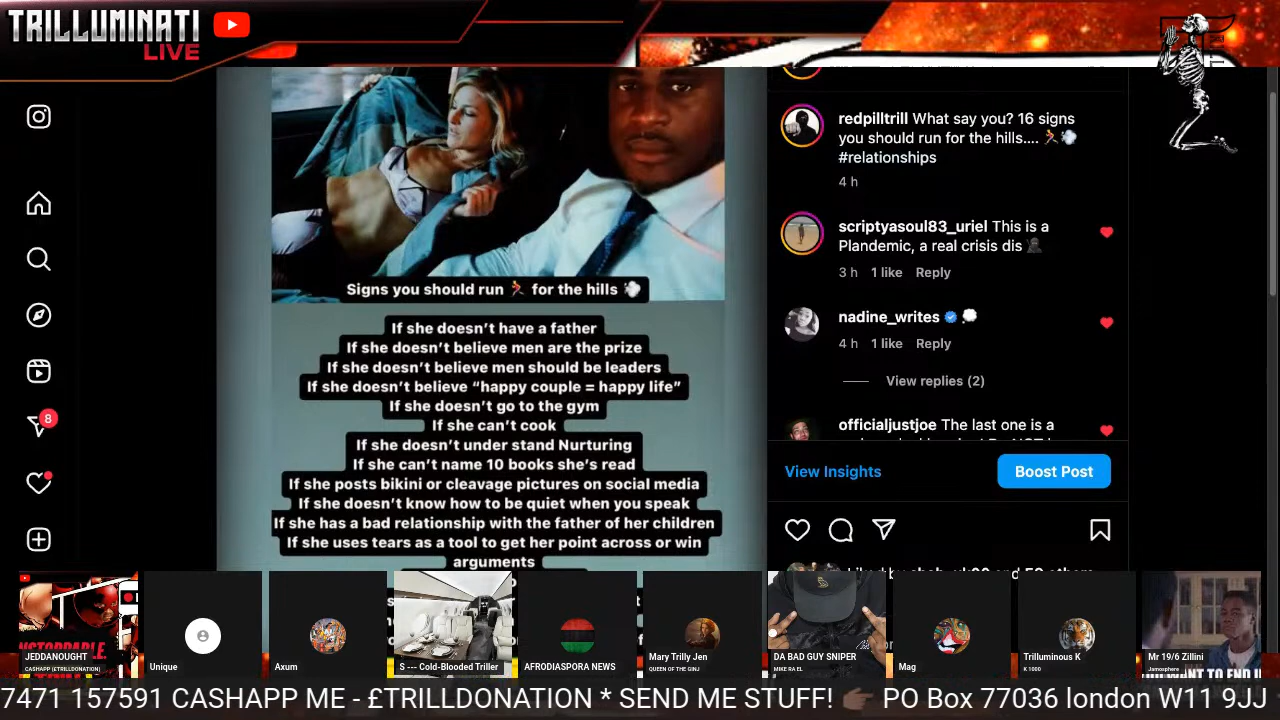 TRILLUMINATI
LIVE
redpilltrill What say you? 16 signs
you should run for the hills....
#relationships
4 h
scriptyasoul83_uriel This is a
Plandemic, a real crisis dis
3 h 1 like Reply
nadine_writes
4 h 1 like Reply
View replies (2)
officialjustjoe The last one is a
View Insights
Boost Post
8
Signs you should run for the hills
If she doesn't have a father
If she doesn't believe men are the prize
If she doesn't believe men should be leaders
If she doesn't believe “happy couple = happy life”
If she doesn't go to the gym
If she can't cook
If she doesn't under stand Nurturing
If she can't name 10 books she's read
If she posts bikini or cleavage pictures on social media
If she doesn't know how to be quiet when you speak
If she has a bad relationship with the father of her children
If she uses tears as a tool to get her point across or win
arguments
JEDDANOUGHT
CASHAPP (£TRILLDONATION)
Unique
Axum
S --- Cold-Blooded Triller
AFRODIASPORA NEWS
Mary Trilly Jen
QUEEN OF THE GINJ
DA BAD GUY SNIPER
MIKE RA EL
Mag
Trilluminous K
K 1000
Mr 19/6 Zillini
Jamosphere
7471 157591 CASHAPP ME - £TRILLDONATION * SEND ME STUFF! PO Box 77036 london W11 9JJ